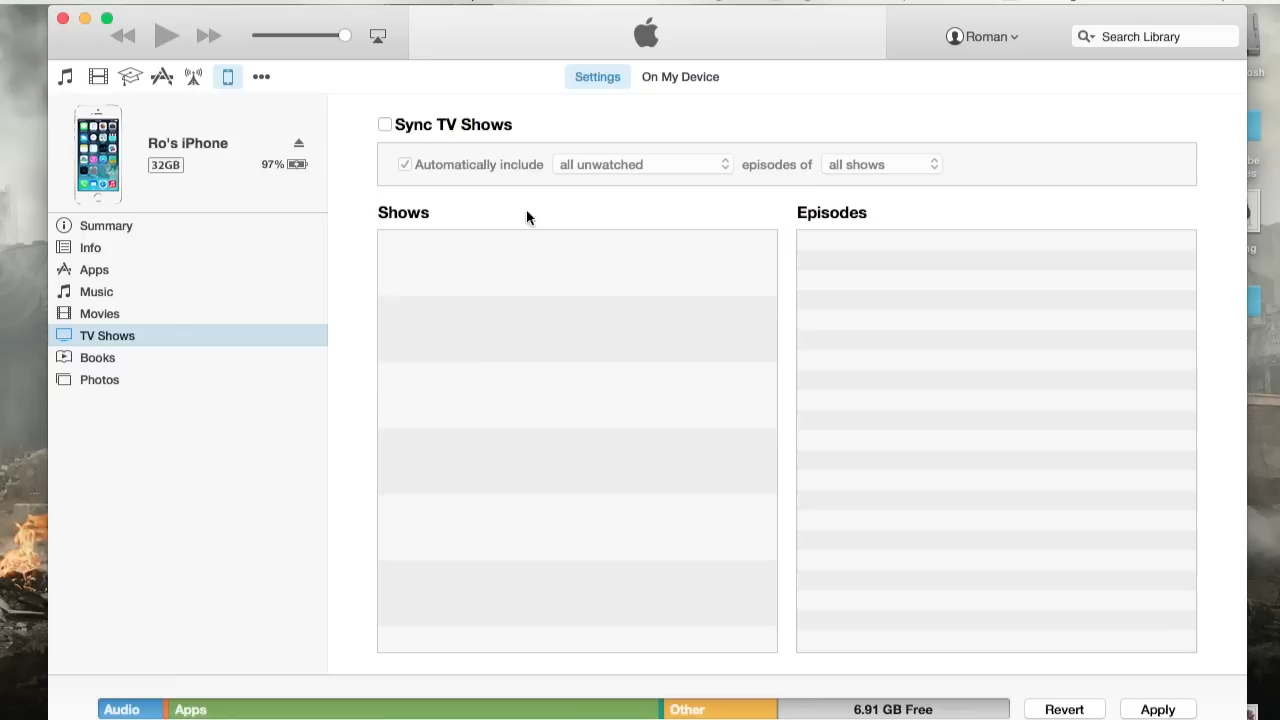 Roman
Search Library
Settings
On My Device
Ro's iPhone
32GB
97%
Summary
Info
Apps
Music
Movies
TV Shows
Books
Photos
Sync TV Shows
Automatically include all unwatched episodes of all shows
Shows
Episodes
Audio
Apps
Other
6.91 GB Free
Revert
Apply